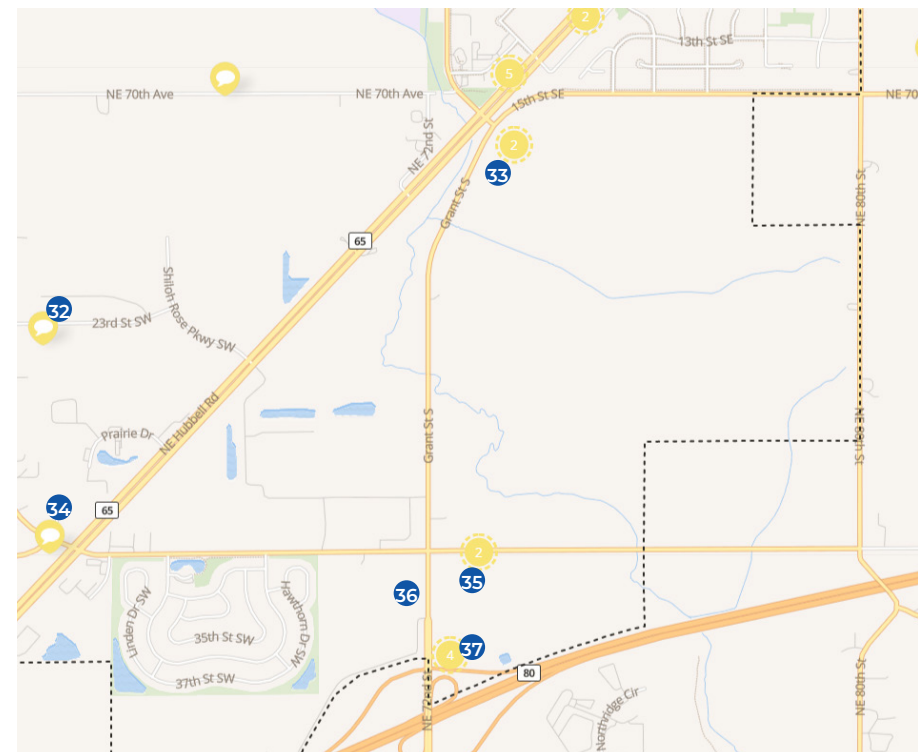 2
13th St SE
5
NE 70th Ave
NE 70th Ave
15th St SE
NE 70
NE 72nd St
2
33
Grant St S
NE 80th St
65
Shiloh Rose Pkwy SW
32
23rd St SW
NE Hubbell Rd
Prairie Dr
Grant St S
NE 80th St
34
65
2
35
36
Linden Dr SW
Hawthorn Dr SW
35th St SW
37th St SW
37
4
80
NE 72nd St
Northridge Cir
NE 80th St